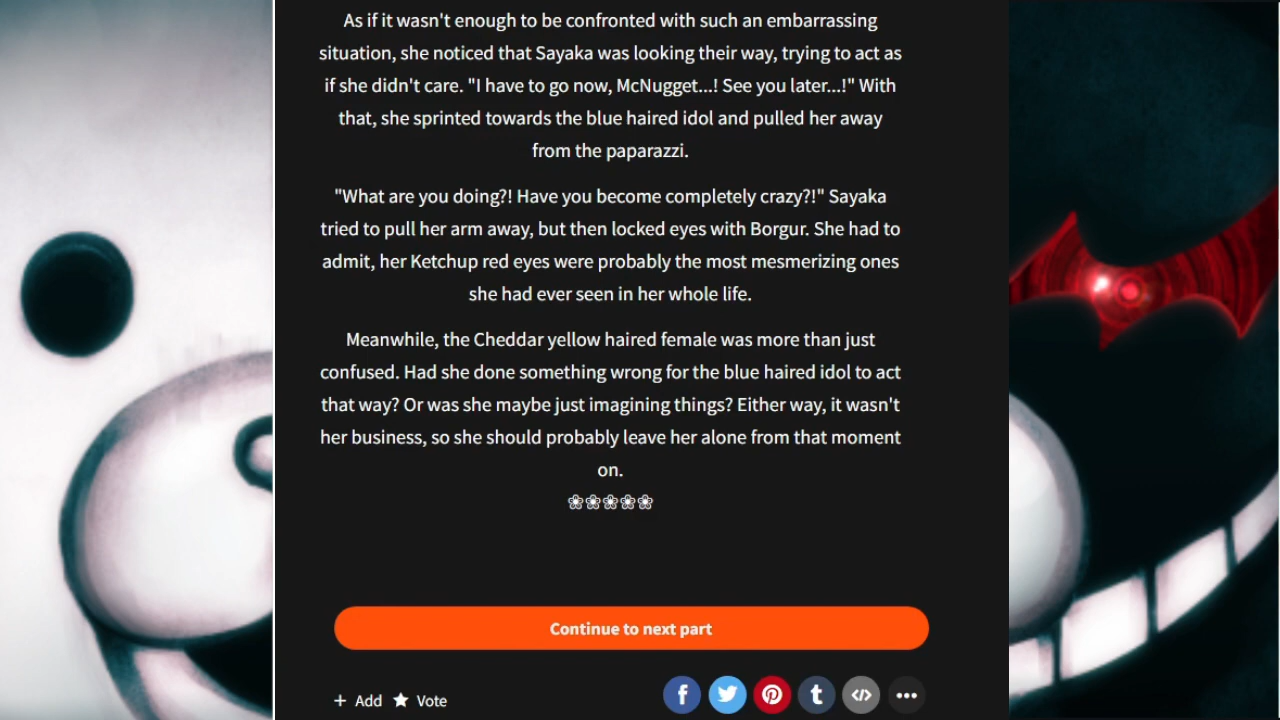 As if it wasn't enough to be confronted with such an embarrassing
situation, she noticed that Sayaka was looking their way, trying to act as
if she didn't care. "I have to go now, McNugget...! See you later...!" With
that, she sprinted towards the blue haired idol and pulled her away
from the paparazzi.
"What are you doing?! Have you become completely crazy?!" Sayaka
tried to pull her arm away, but then locked eyes with Borgur. She had to
admit, her Ketchup red eyes were probably the most mesmerizing ones
she had ever seen in her whole life.
Meanwhile, the Cheddar yellow haired female was more than just
confused. Had she done something wrong for the blue haired idol to act
that way? Or was she maybe just imagining things? Either way, it wasn't
her business, so she should probably leave her alone from that moment
on.
❀❀❀❀❀
Continue to next part
+ Add ★ Vote f t </> •••